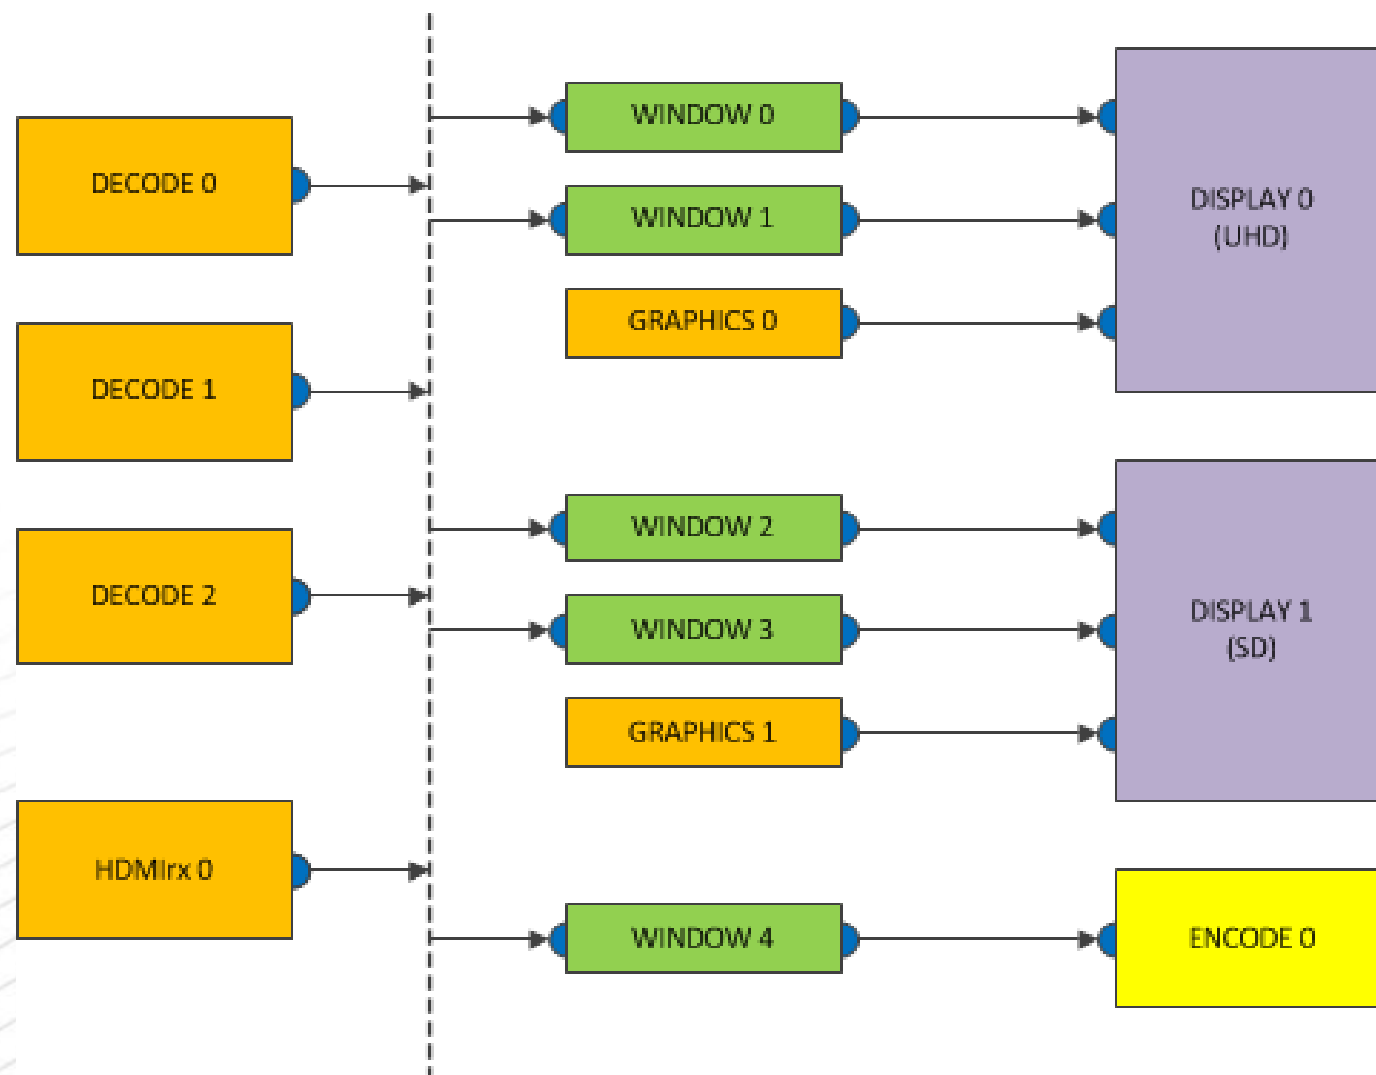 DECODE 0
DECODE 1
DECODE 2
HDMIrx 0
WINDOW 0
WINDOW 1
GRAPHICS 0
WINDOW 2
WINDOW 3
GRAPHICS 1
WINDOW 4
DISPLAY 0
(UHD)
DISPLAY 1
(SD)
ENCODE 0